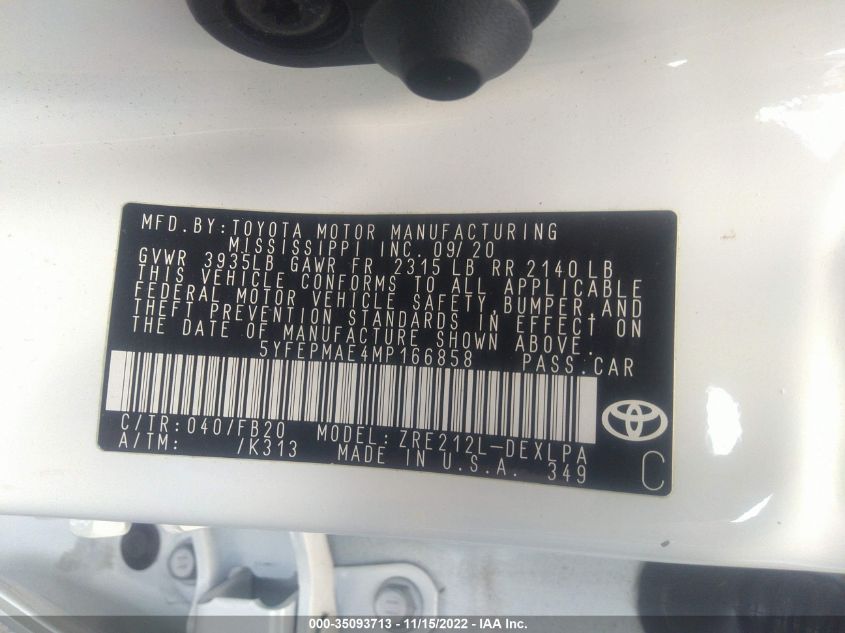 MFD.BY:TOYOTA MOTOR MANUFACTURING
MISSISSIPPI INC. 09/20
GVWR 3935LB GAWR FR 2315 LB RR 2140 LB
THIS VEHICLE CONFORMS TO ALL APPLICABLE
FEDERAL MOTOR VEHICLE SAFETY,BUMPER,AND
THEFT PREVENTION STANDARDS IN EFFECT ON
THE DATE OF MANUFACTURE SHOWN ABOVE.
5YFEPMAE4MP166858 PASS.CAR
C/TR:040/FB20 MODEL:ZRE212L-DEXLPA
A/TM: /K313 MADE IN U.S.A. 349
C
000-35093713 - 11/15/2022 - IAA Inc.